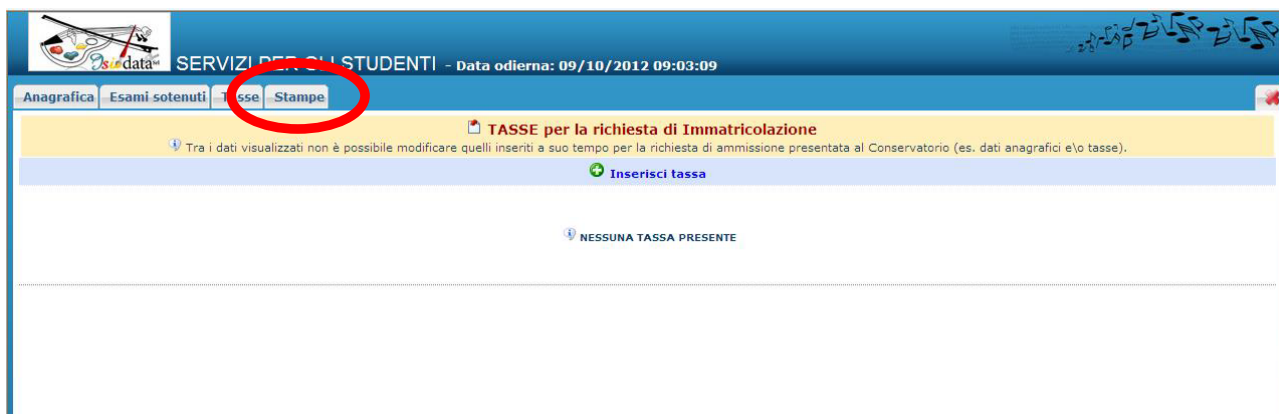 Isidata
SERVIZI PER GLI STUDENTI - Data odierna: 09/10/2012 09:03:09
Anagrafica Esami sotenuti Tasse Stampe
TASSE per la richiesta di Immatricolazione
Tra i dati visualizzati non è possibile modificare quelli inseriti a suo tempo per la richiesta di ammissione presentata al Conservatorio (es. dati anagrafici e\o tasse).
Inserisci tassa
NESSUNA TASSA PRESENTE